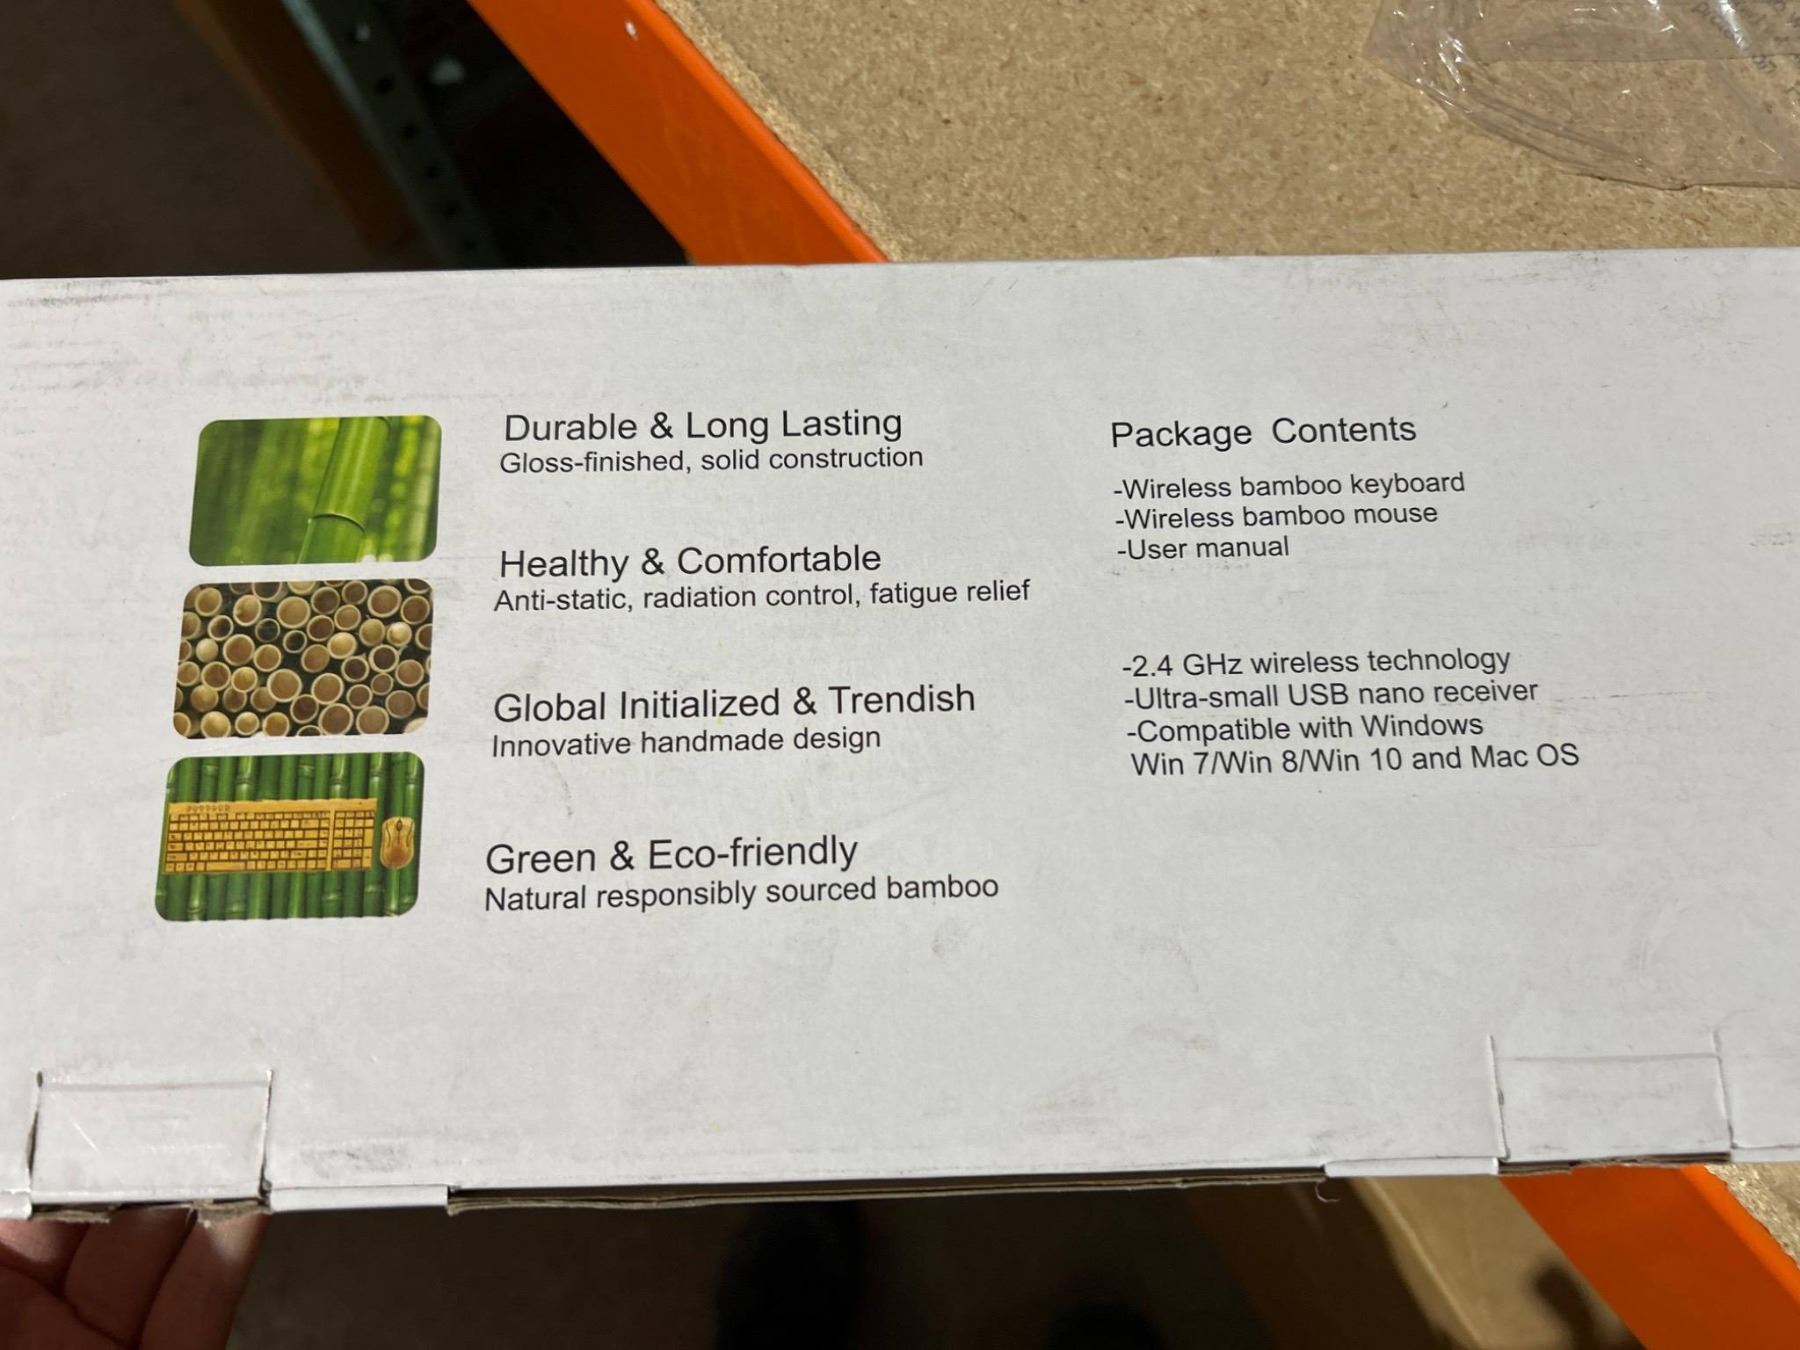 Durable & Long Lasting
Gloss-finished, solid construction
Healthy & Comfortable
Anti-static, radiation control, fatigue relief
Global Initialized & Trendish
Innovative handmade design
Green & Eco-friendly
Natural responsibly sourced bamboo
Package Contents
-Wireless bamboo keyboard
-Wireless bamboo mouse
-User manual
-2.4 GHz wireless technology
-Ultra-small USB nano receiver
-Compatible with Windows
Win 7/Win 8/Win 10 and Mac OS